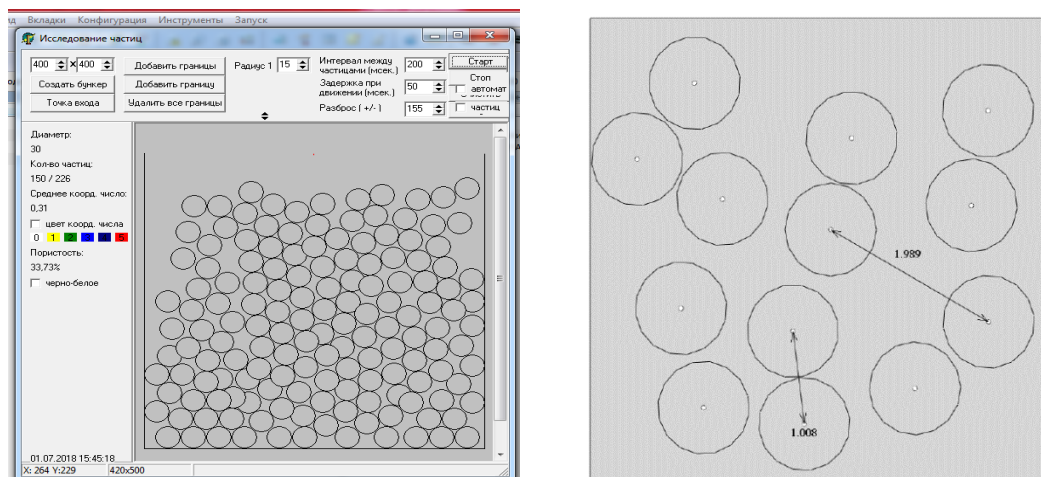 Вкладки Конфигурация Инструменты Запуск
Исследование частиц
400 x 400 Добавить границы Радиус 1 15 Интервал между частицами (мсек.) 200 Старт
Создать бункер Добавить границу Задержка при движении (мсек.) 50 Стоп
автомат
Точка входа Удалить все границы Разброс ( +/- ) 155 частиц
Диаметр:
30
Кол-во частиц:
150 / 226
Среднее коорд. число:
0,31
цвет коорд. числа
0 1 2 3 4 5
Пористость:
33,73%
черно-белое
01.07.2018 15:45:18
X: 264 Y:229 420x500
1.989
1.008